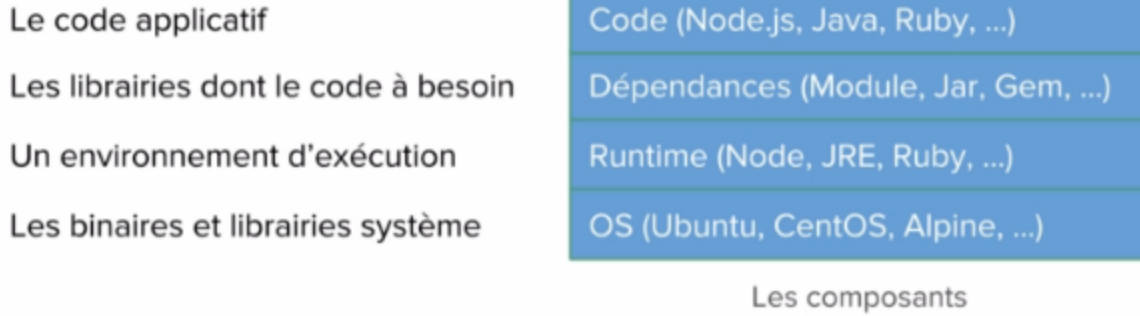 Le code applicatif
Code (Node.js, Java, Ruby, ...)
Les librairies dont le code à besoin
Dépendances (Module, Jar, Gem, ...)
Un environnement d'exécution
Runtime (Node, JRE, Ruby, ...)
Les binaires et librairies système
OS (Ubuntu, CentOS, Alpine, ...)
Les composants